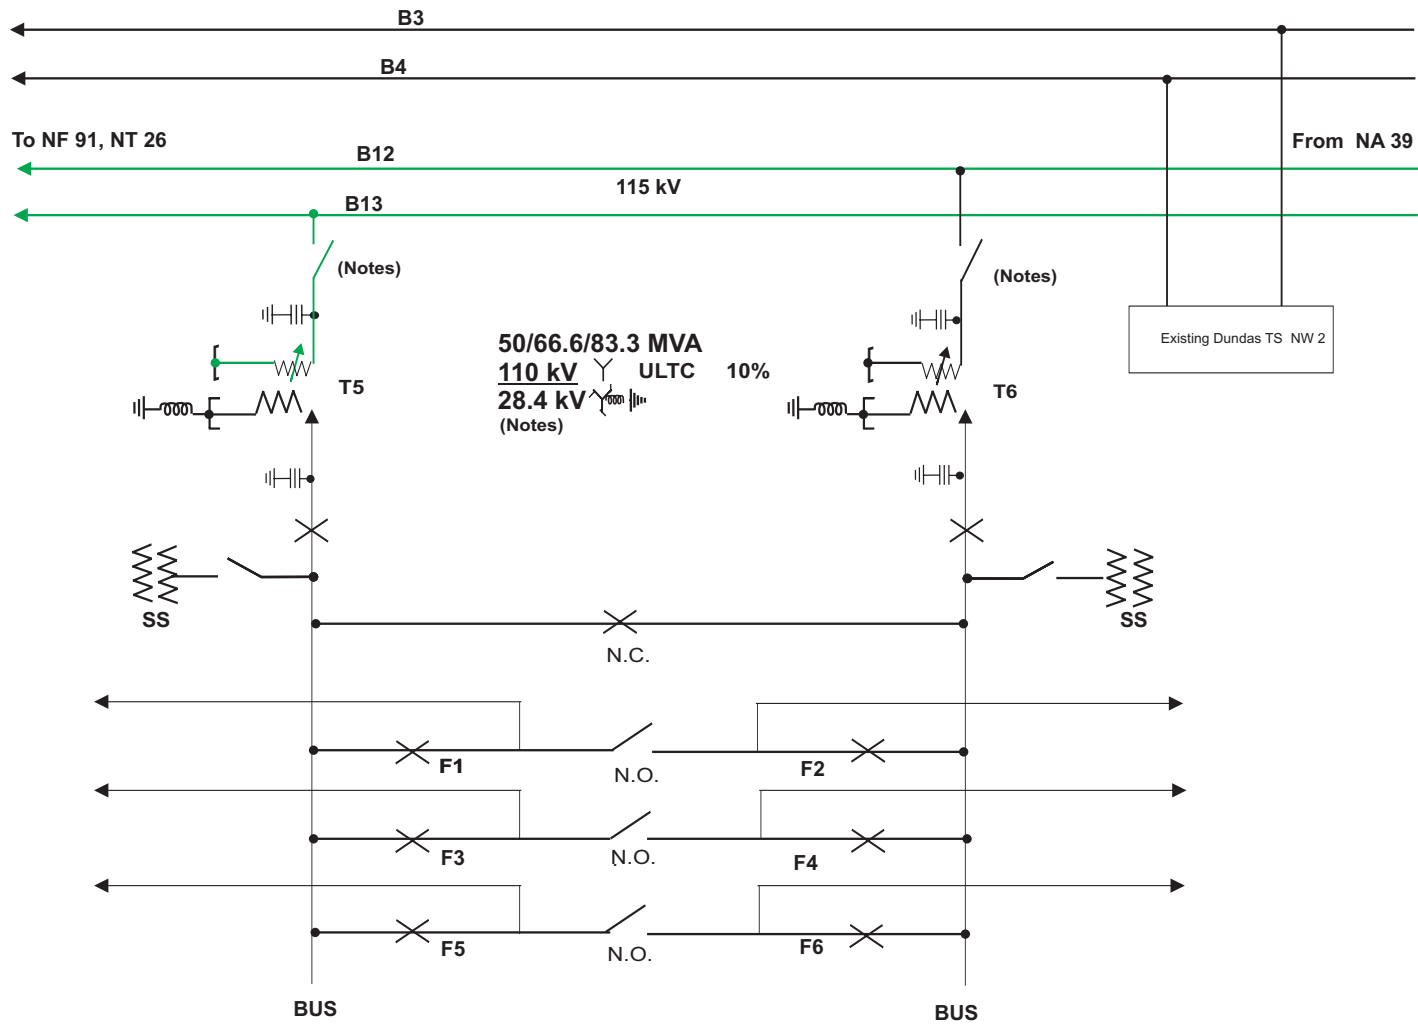 B3
B4
To NF 91, NT 26
From NA 39
B12
115 kV
B13
(Notes)
(Notes)
Existing Dundas TS NW 2
50/66.6/83.3 MVA
110 kV ULTC 10%
28.4 kV
(Notes)
T5
T6
SS
SS
N.C.
F1
N.O.
F2
F3
N.O.
F4
F5
N.O.
F6
BUS
BUS